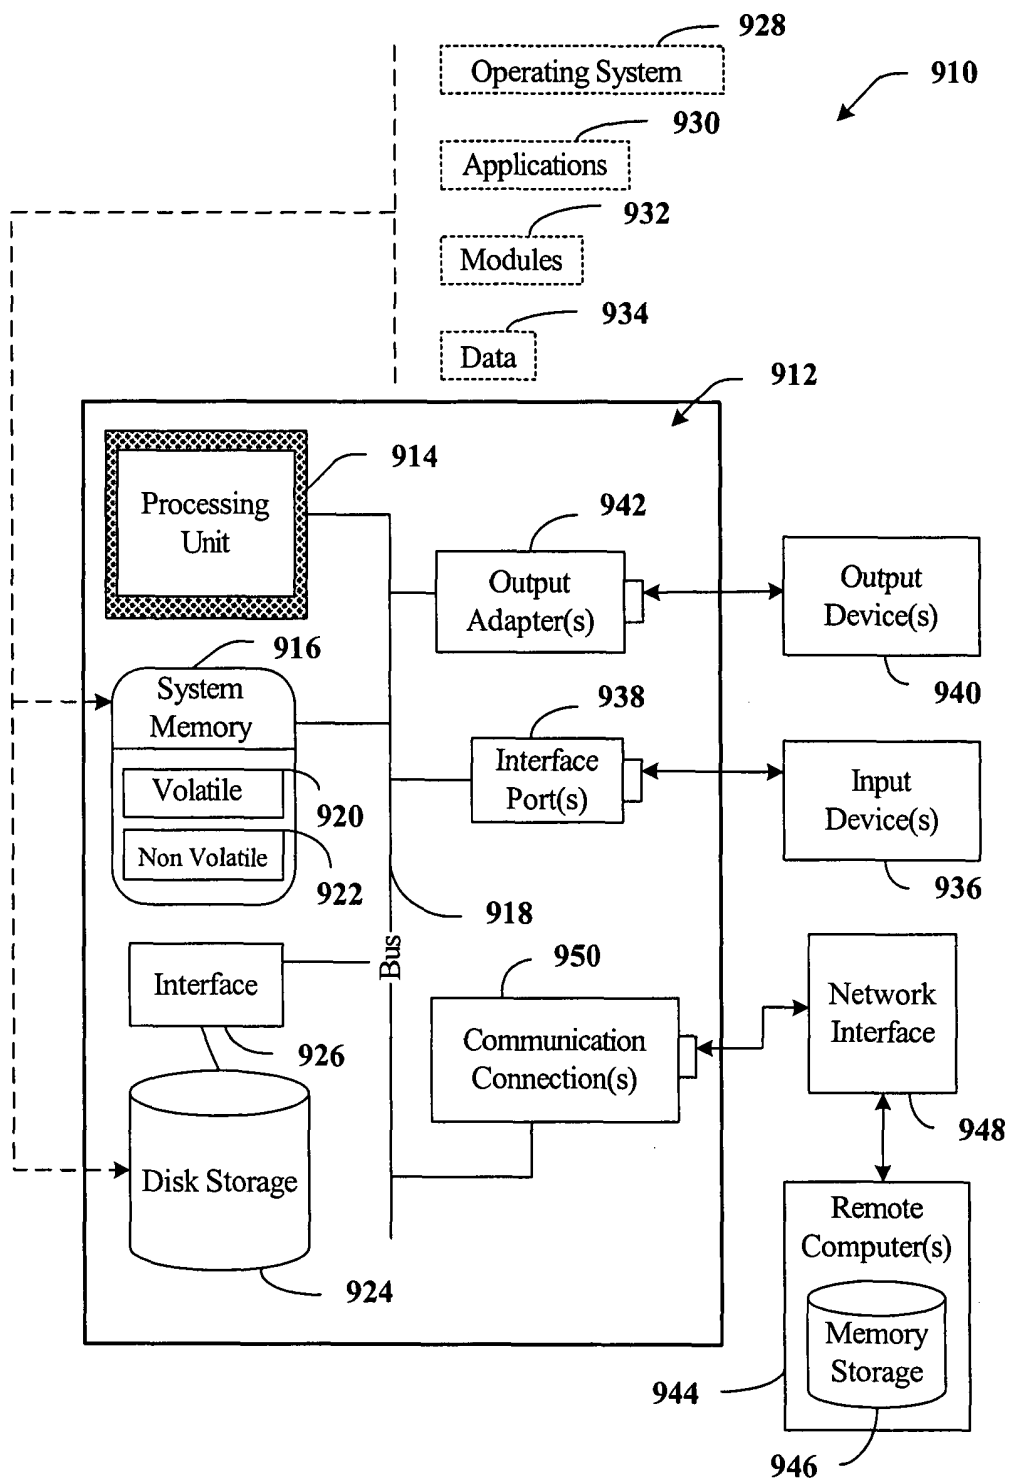 928
Operating System
910
930
Applications
932
Modules
934
Data
912
914
Processing
Unit
942
Output
Adapter(s)
Output
Device(s)
940
916
System
Memory
938
Interface
Port(s)
Input
Device(s)
936
Volatile
920
Non Volatile
922
918
Bus
950
Interface
926
Communication
Connection(s)
Network
Interface
948
Disk Storage
924
Remote
Computer(s)
Memory
Storage
944
946